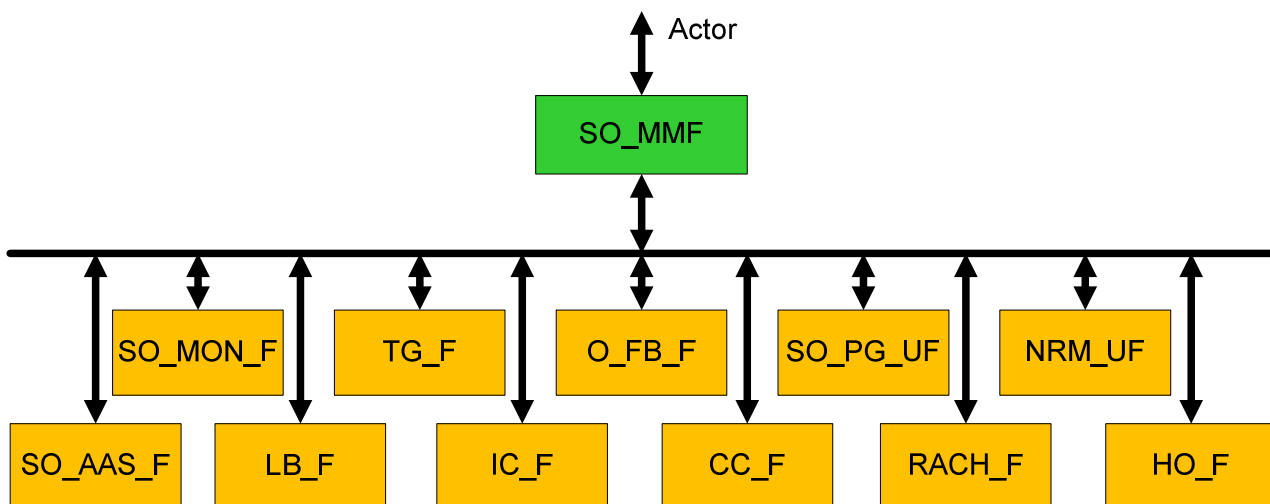 Actor
SO_MMF
SO_MON_F
TG_F
O_FB_F
SO_PG_UF
NRM_UF
SO_AAS_F
LB_F
IC_F
CC_F
RACH_F
HO_F